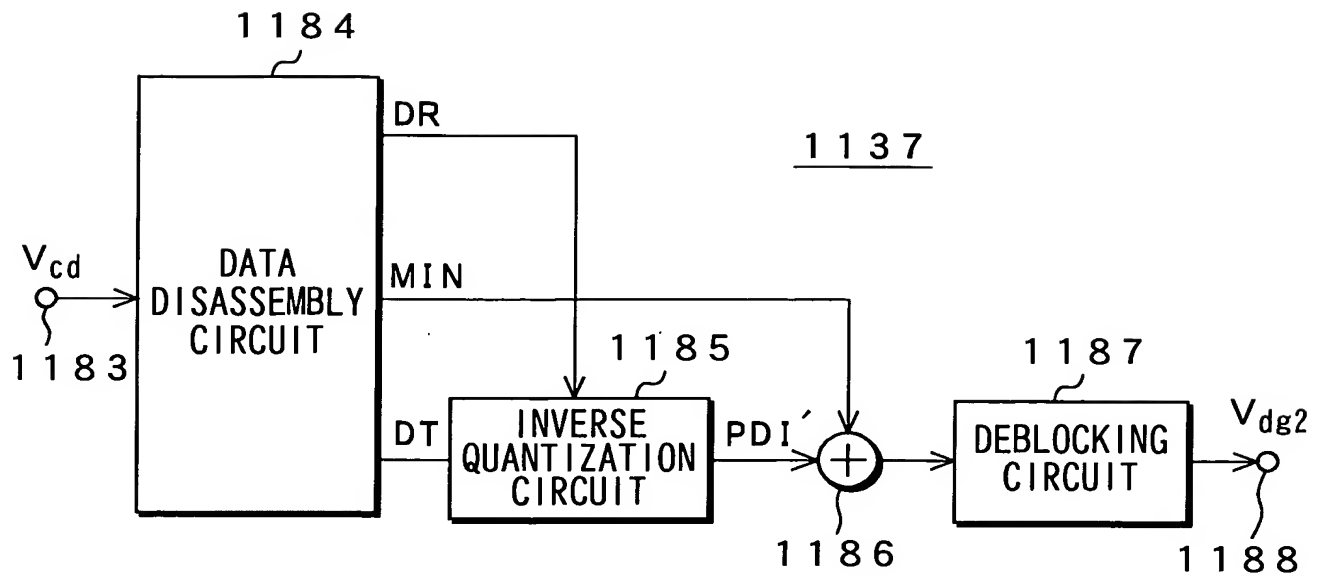 1184
DR
1137
Vcd
DATA
DISASSEMBLY
CIRCUIT
MIN
1183
1185
1187
DT
INVERSE
QUANTIZATION
CIRCUIT
PDI′
+
DEBLOCKING
CIRCUIT
Vdg2
1186
1188